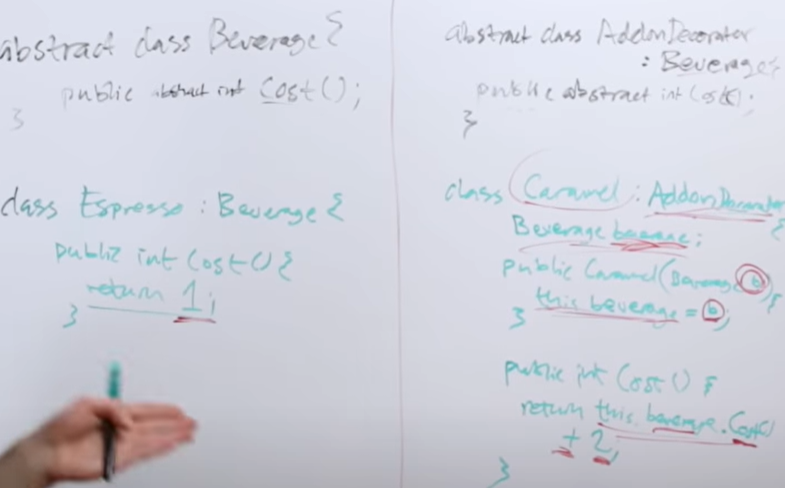 abstract class Beverage {
public abstract int Cost();
}
class Espresso : Beverage {
public int Cost() {
return 1;
}
abstract class AddonDecorator
: Beverage {
public abstract int Cost();
}
class Caramel : AddonDecorator
{
Beverage beverage;
public Caramel(Beverage b) {
this.beverage = b;
}
public int Cost() {
return this.beverage.Cost()
+ 2;
}